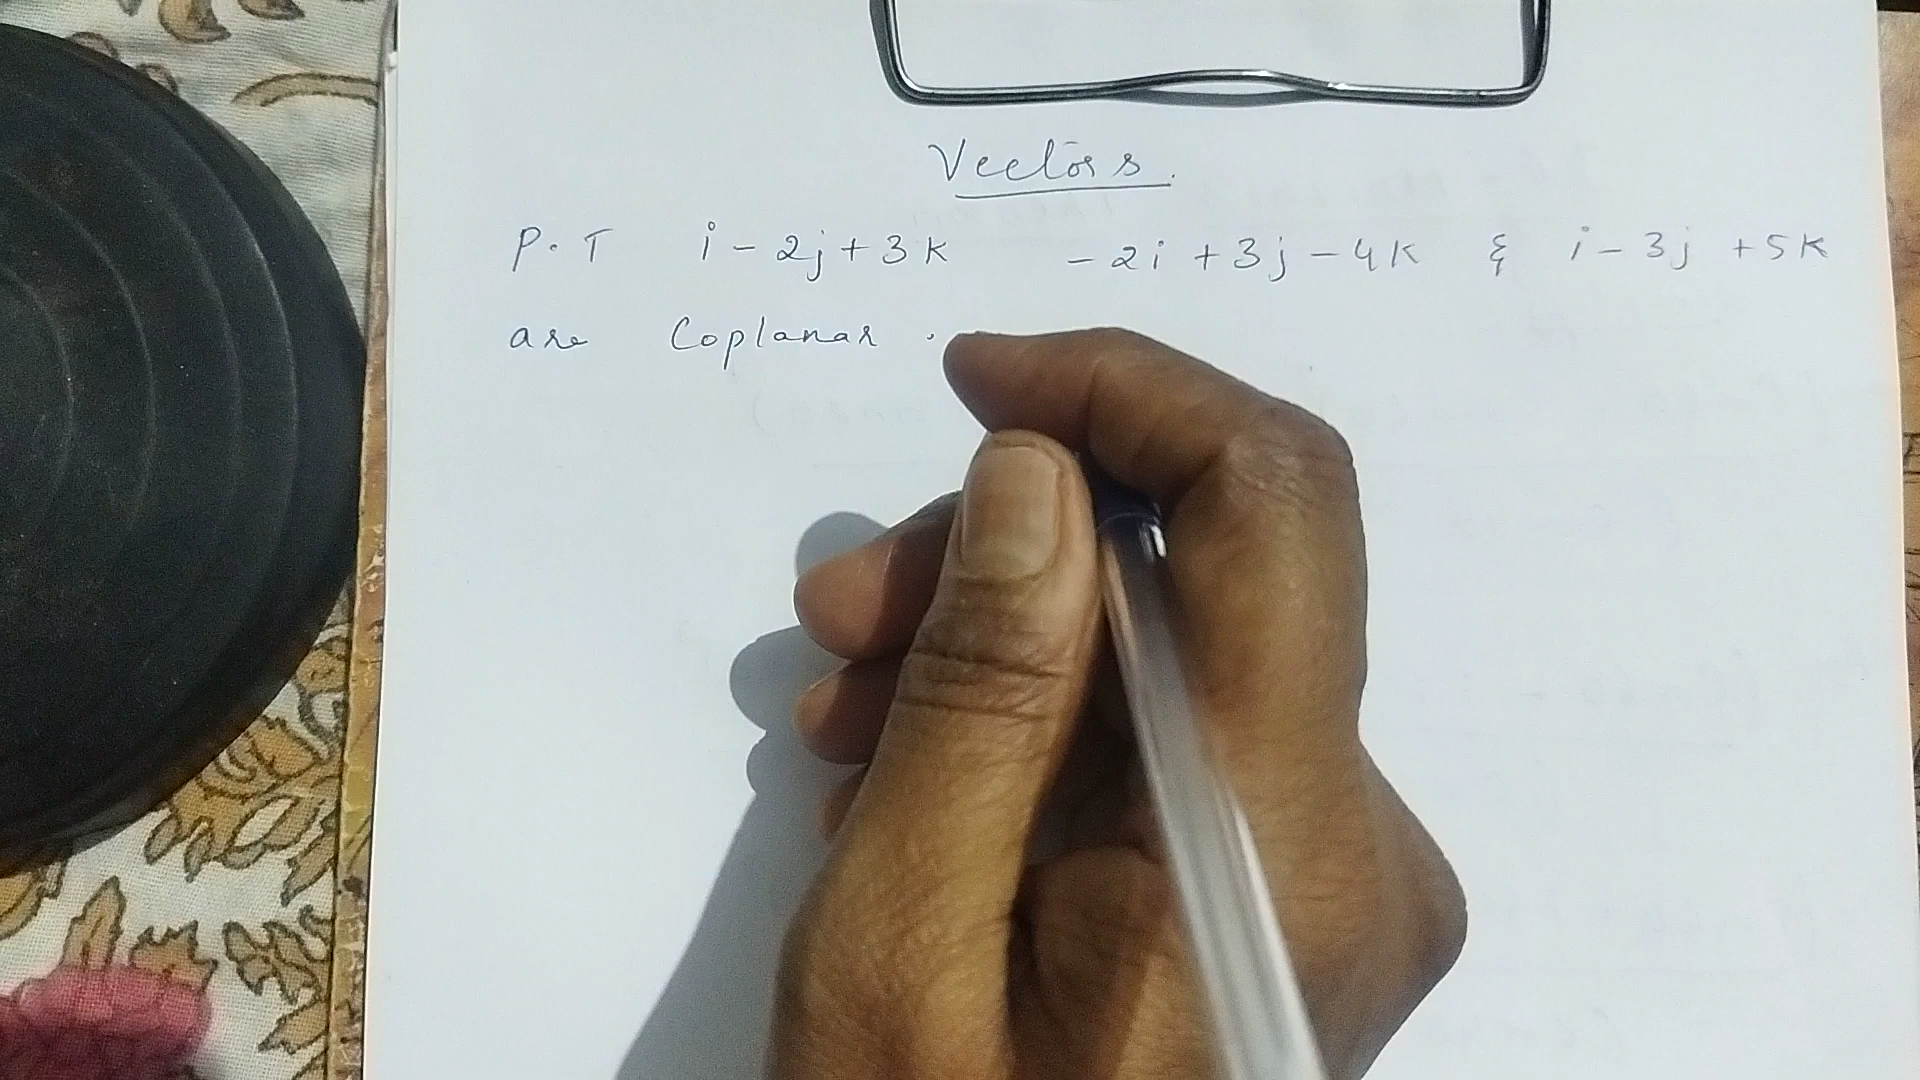 Vectors.
P.T i - 2j + 3k -2i + 3j - 4k & i - 3j + 5k
are Coplanar.